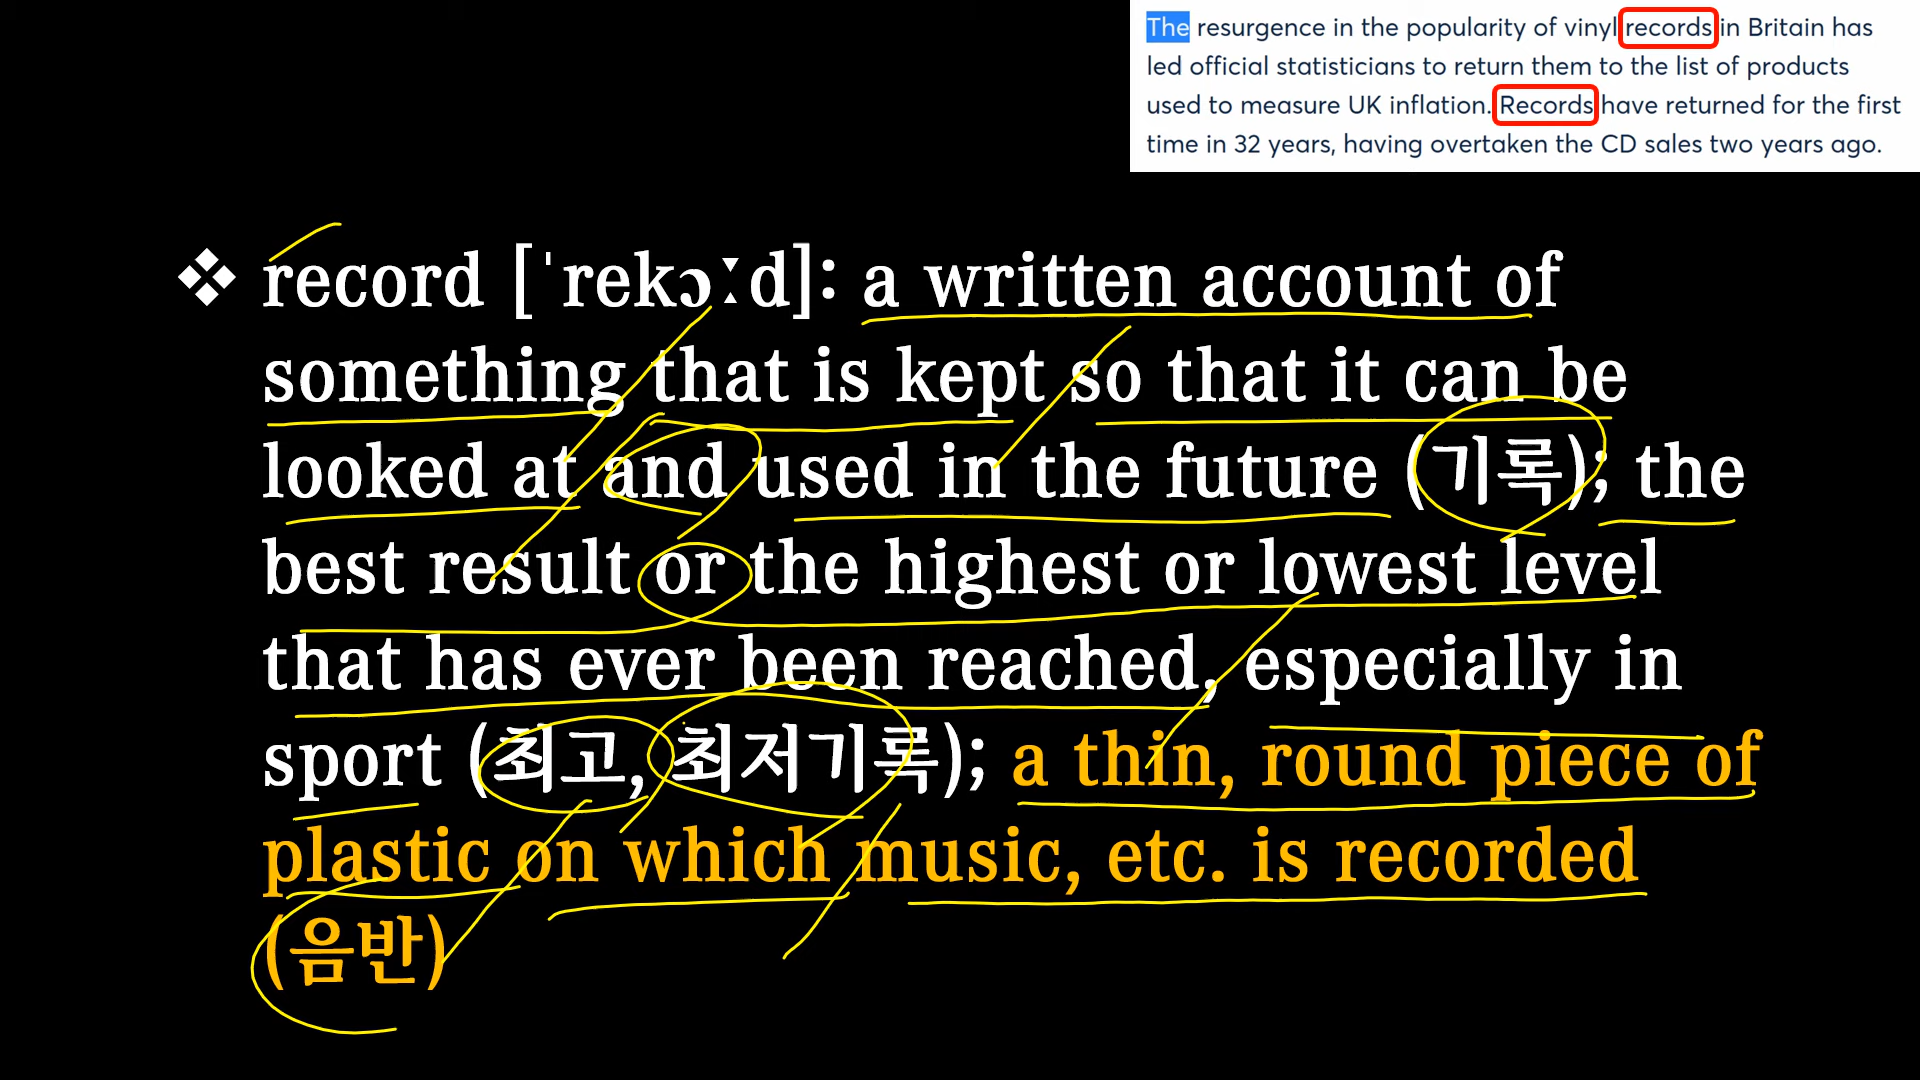 The resurgence in the popularity of vinyl records in Britain has
led official statisticians to return them to the list of products
used to measure UK inflation. Records have returned for the first
time in 32 years, having overtaken the CD sales two years ago.
❖ record [ˈrekɔːd]: a written account of
something that is kept so that it can be
looked at and used in the future (기록); the
best result or the highest or lowest level
that has ever been reached, especially in
sport (최고, 최저기록); a thin, round piece of
plastic on which music, etc. is recorded
(음반)